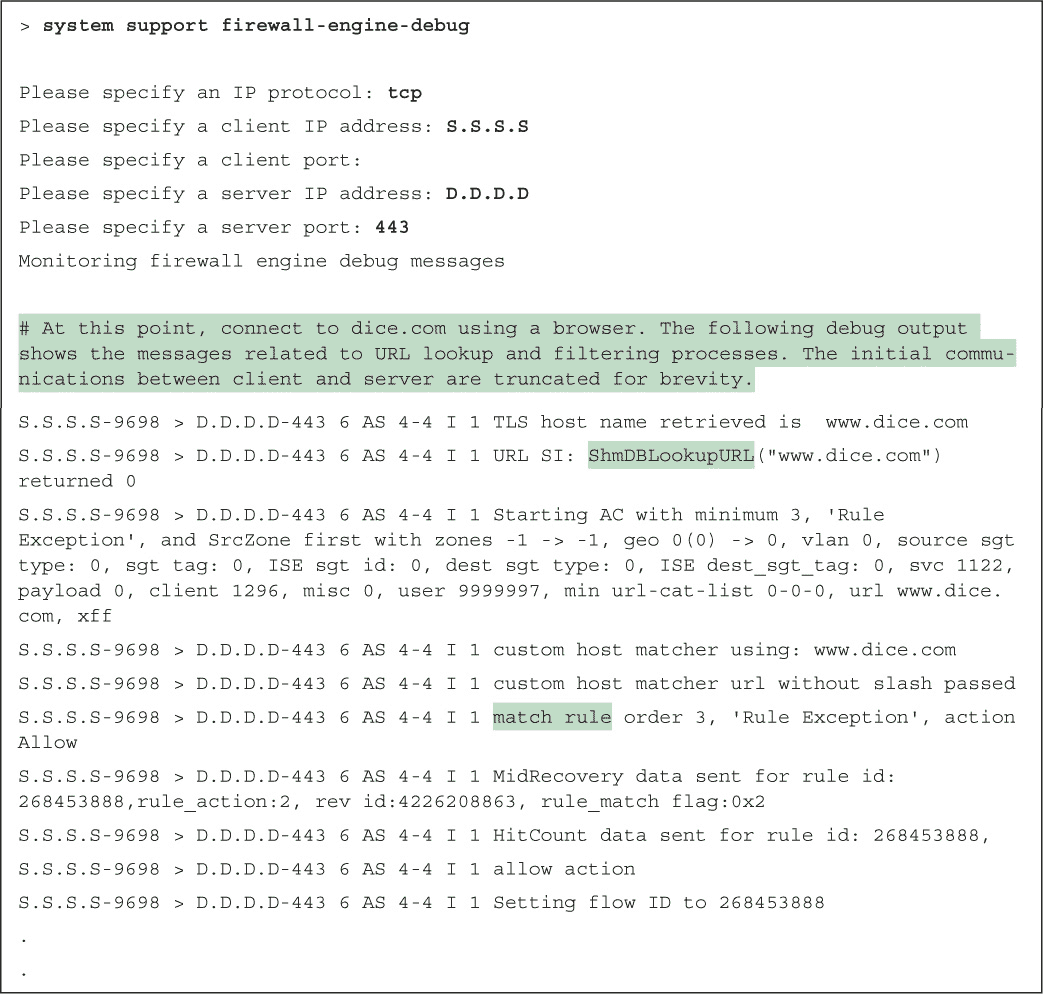 > system support firewall-engine-debug
Please specify an IP protocol: tcp
Please specify a client IP address: S.S.S.S
Please specify a client port:
Please specify a server IP address: D.D.D.D
Please specify a server port: 443
Monitoring firewall engine debug messages
# At this point, connect to dice.com using a browser. The following debug output
shows the messages related to URL lookup and filtering processes. The initial commu-
nications between client and server are truncated for brevity.
S.S.S.S-9698 > D.D.D.D-443 6 AS 4-4 I 1 TLS host name retrieved is  www.dice.com
S.S.S.S-9698 > D.D.D.D-443 6 AS 4-4 I 1 URL SI: ShmDBLookupURL("www.dice.com")
returned 0
S.S.S.S-9698 > D.D.D.D-443 6 AS 4-4 I 1 Starting AC with minimum 3, 'Rule
Exception', and SrcZone first with zones -1 -> -1, geo 0(0) -> 0, vlan 0, source sgt
type: 0, sgt tag: 0, ISE sgt id: 0, dest sgt type: 0, ISE dest_sgt_tag: 0, svc 1122,
payload 0, client 1296, misc 0, user 9999997, min url-cat-list 0-0-0, url www.dice.
com, xff
S.S.S.S-9698 > D.D.D.D-443 6 AS 4-4 I 1 custom host matcher using: www.dice.com
S.S.S.S-9698 > D.D.D.D-443 6 AS 4-4 I 1 custom host matcher url without slash passed
S.S.S.S-9698 > D.D.D.D-443 6 AS 4-4 I 1 match rule order 3, 'Rule Exception', action
Allow
S.S.S.S-9698 > D.D.D.D-443 6 AS 4-4 I 1 MidRecovery data sent for rule id:
268453888,rule_action:2, rev id:4226208863, rule_match flag:0x2
S.S.S.S-9698 > D.D.D.D-443 6 AS 4-4 I 1 HitCount data sent for rule id: 268453888,
S.S.S.S-9698 > D.D.D.D-443 6 AS 4-4 I 1 allow action
S.S.S.S-9698 > D.D.D.D-443 6 AS 4-4 I 1 Setting flow ID to 268453888
.
.